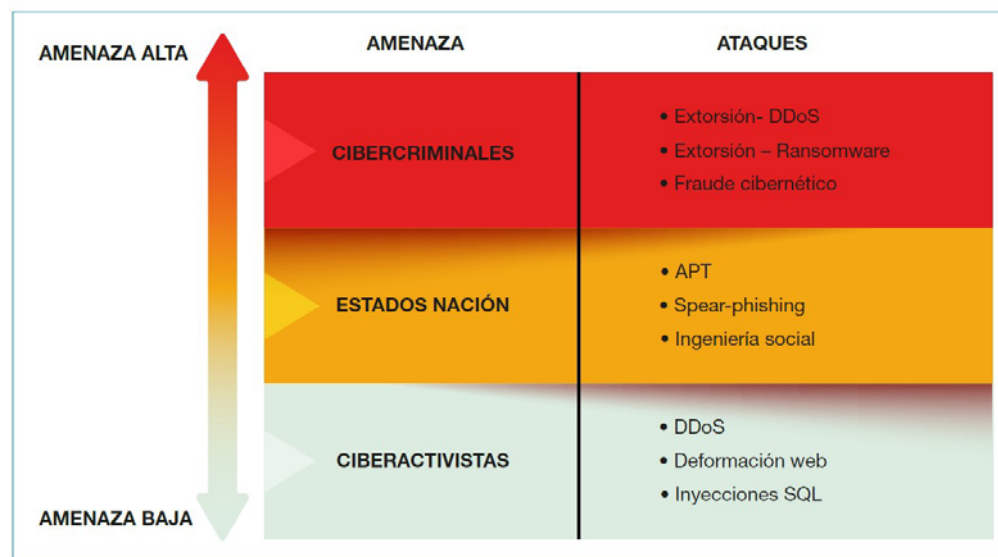 AMENAZA ALTA
AMENAZA
ATAQUES
CIBERCRIMINALES
• Extorsión- DDoS
• Extorsión – Ransomware
• Fraude cibernético
ESTADOS NACIÓN
• APT
• Spear-phishing
• Ingeniería social
CIBERACTIVISTAS
• DDoS
• Deformación web
• Inyecciones SQL
AMENAZA BAJA